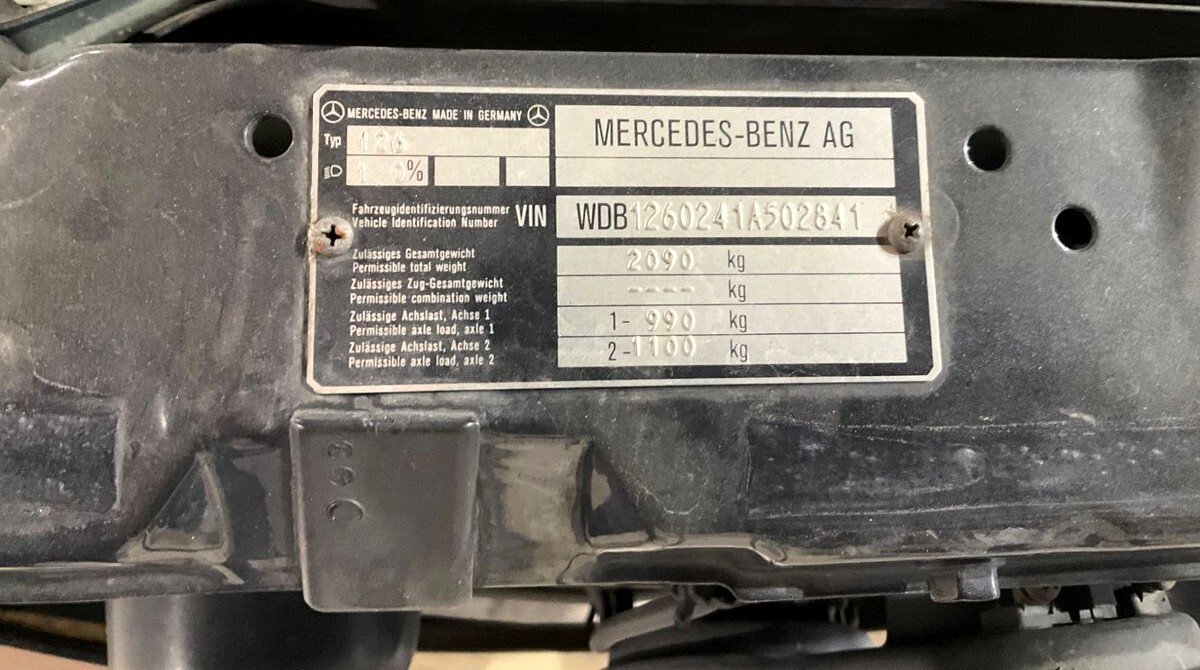 MERCEDES-BENZ MADE IN GERMANY
MERCEDES-BENZ AG
Typ 126
1.0%
Fahrzeugidentifizierungsnummer
Vehicle Identification Number
VIN WDB1260241A502841
Zulässiges Gesamtgewicht
Permissible total weight
2090 kg
Zulässiges Zug-Gesamtgewicht
Permissible combination weight
---- kg
Zulässige Achslast, Achse 1
Permissible axle load, axle 1
1- 990 kg
Zulässige Achslast, Achse 2
Permissible axle load, axle 2
2- 1100 kg